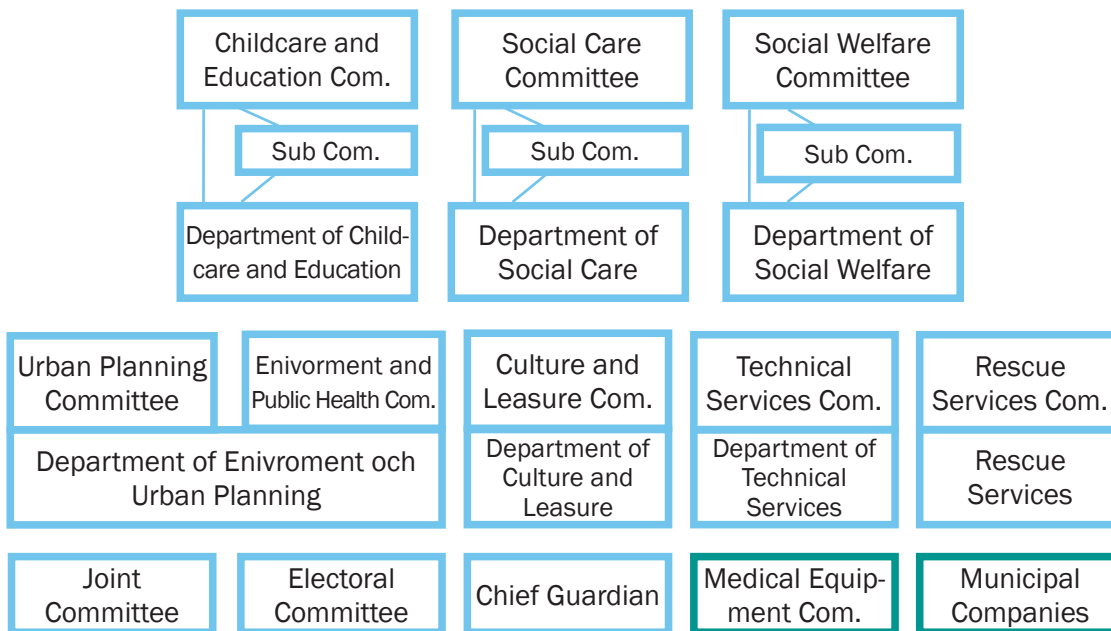 Childcare and
Education Com.
Social Care
Committee
Social Welfare
Committee
Sub Com.
Sub Com.
Sub Com.
Department of Child-
care and Education
Department of
Social Care
Department of
Social Welfare
Urban Planning
Committee
Enivorment and
Public Health Com.
Culture and
Leasure Com.
Technical
Services Com.
Rescue
Services Com.
Department of Enivroment och
Urban Planning
Department of
Culture and
Leasure
Department of
Technical
Services
Rescue
Services
Joint
Committee
Electoral
Committee
Chief Guardian
Medical Equip-
ment Com.
Municipal
Companies